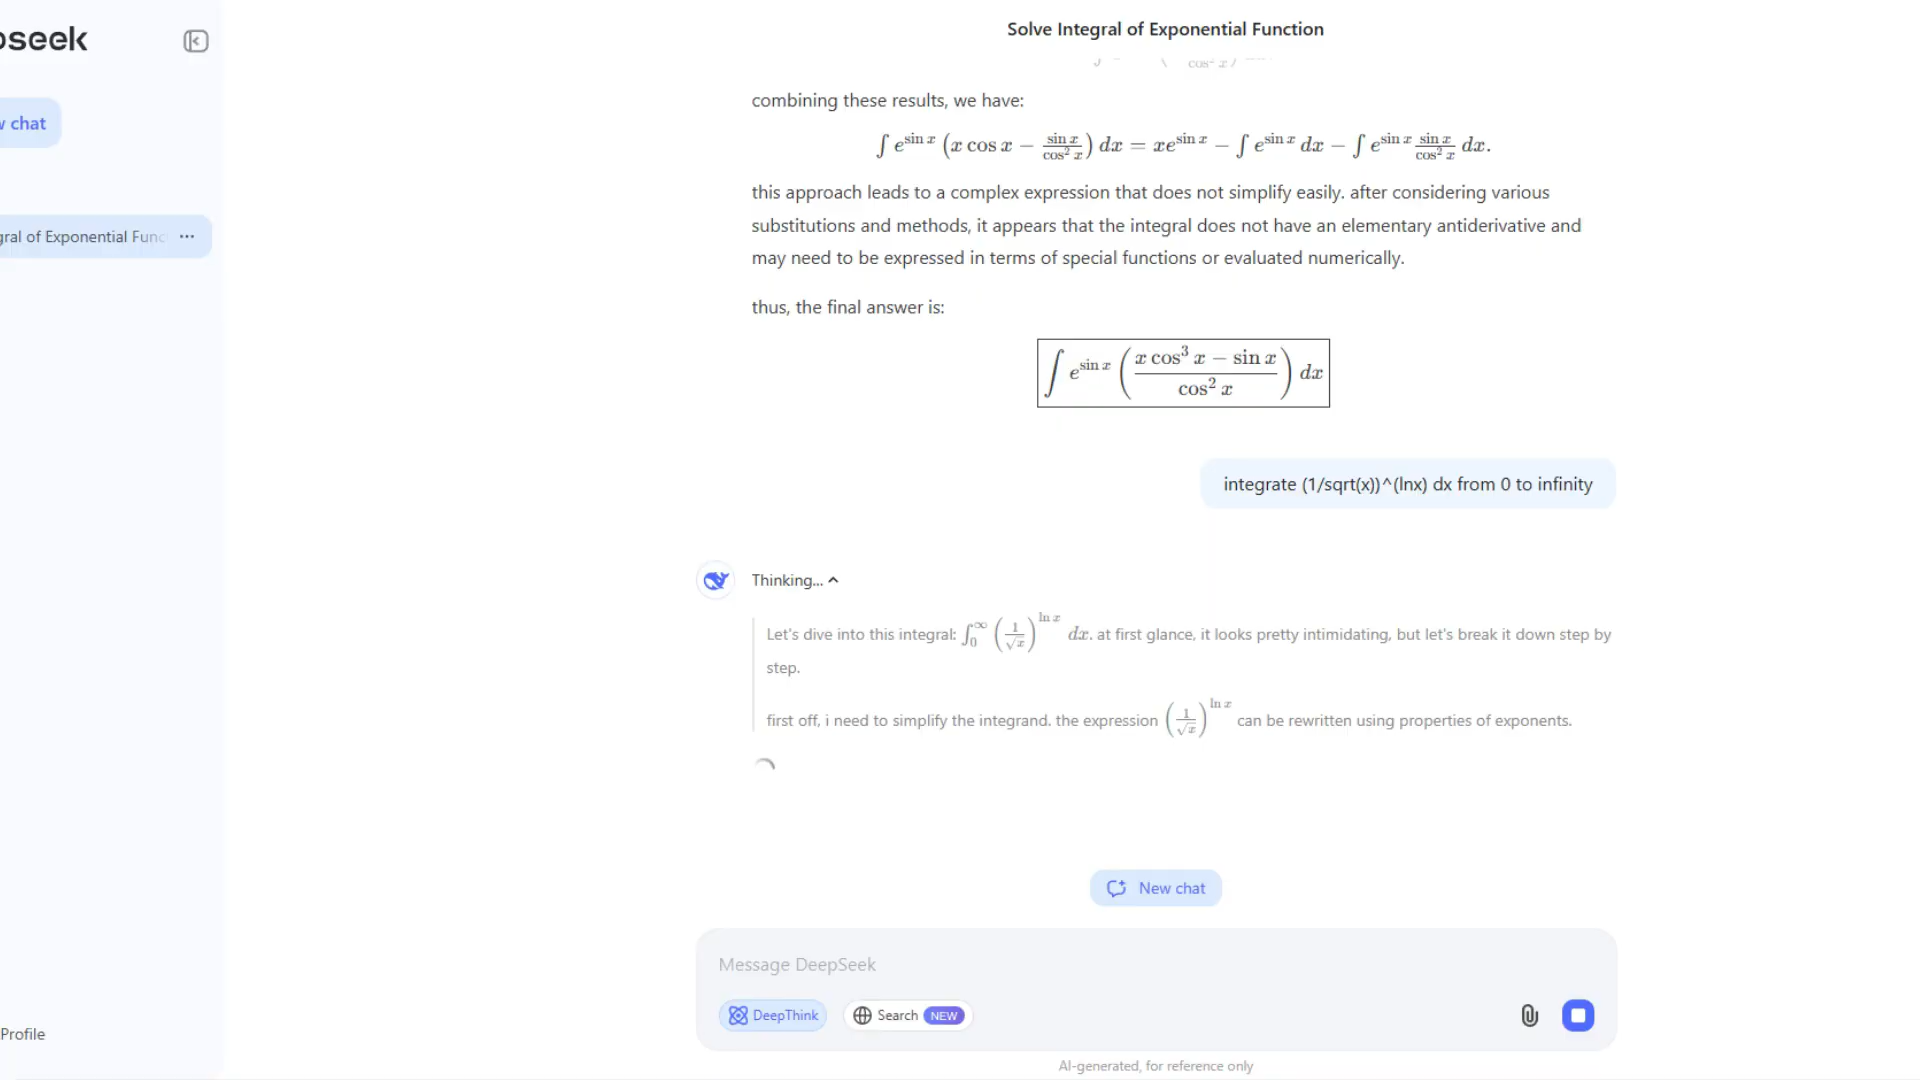 oseek
Solve Integral of Exponential Function
w chat
combining these results, we have:
∫ e^{sin x} (x cos x − \frac{sin x}{cos² x}) dx = xe^{sin x} − ∫ e^{sin x} dx − ∫ e^{sin x} \frac{sin x}{cos² x} dx.
this approach leads to a complex expression that does not simplify easily. after considering various
substitutions and methods, it appears that the integral does not have an elementary antiderivative and
gral of Exponential Func ···
may need to be expressed in terms of special functions or evaluated numerically.
thus, the final answer is:
∫ e^{sin x} (\frac{x cos³ x − sin x}{cos² x}) dx
integrate (1/sqrt(x))^(lnx) dx from 0 to infinity
Thinking...
Let's dive into this integral: ∫_0^∞ (\frac{1}{√x})^{ln x} dx. at first glance, it looks pretty intimidating, but let's break it down step by
step.
first off, i need to simplify the integrand. the expression (\frac{1}{√x})^{ln x} can be rewritten using properties of exponents.
New chat
Message DeepSeek
DeepThink
Search NEW
Profile
AI-generated, for reference only